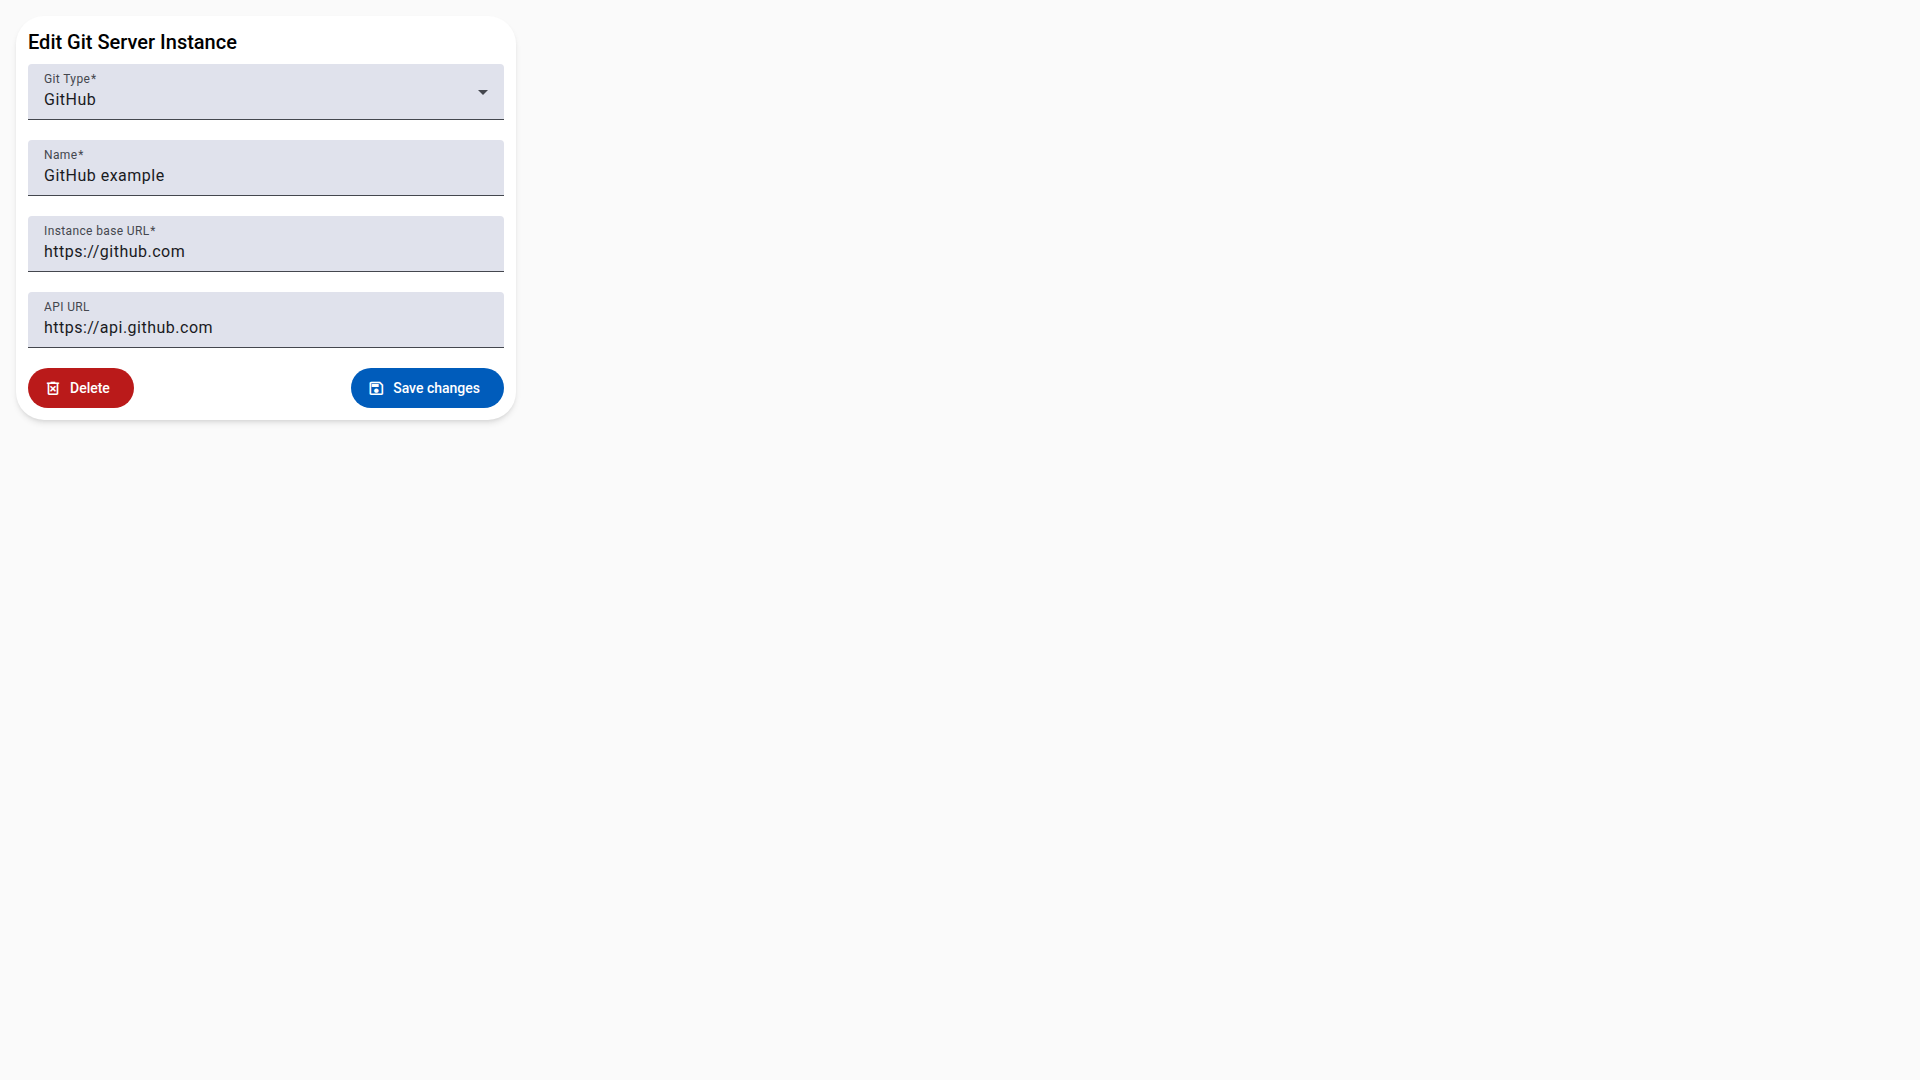 Edit Git Server Instance
Git Type*
GitHub
Name*
GitHub example
Instance base URL*
https://github.com
API URL
https://api.github.com
Delete
Save changes